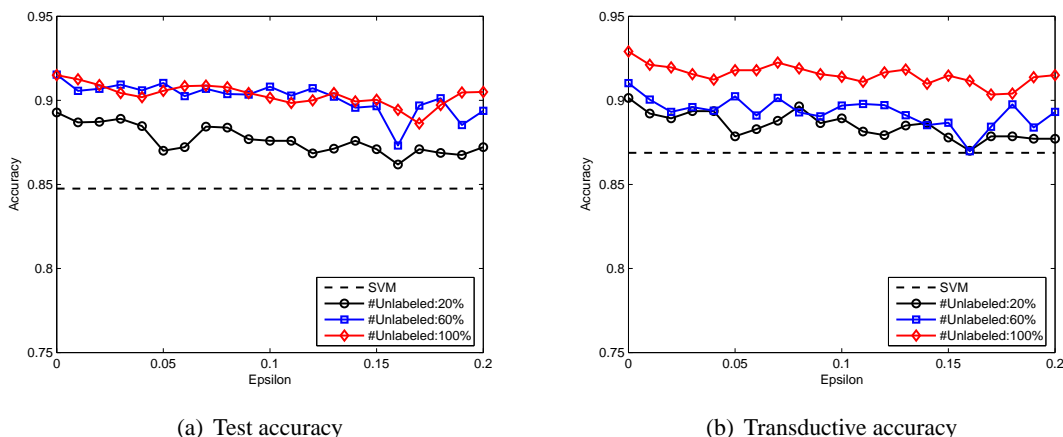 0.95
0.9
0.85
0.8
0.75
Accuracy
0
0.05
0.1
0.15
0.2
Epsilon
SVM
#Unlabeled:20%
#Unlabeled:60%
#Unlabeled:100%
(a) Test accuracy
0.95
0.9
0.85
0.8
0.75
Accuracy
0
0.05
0.1
0.15
0.2
Epsilon
SVM
#Unlabeled:20%
#Unlabeled:60%
#Unlabeled:100%
(b) Transductive accuracy